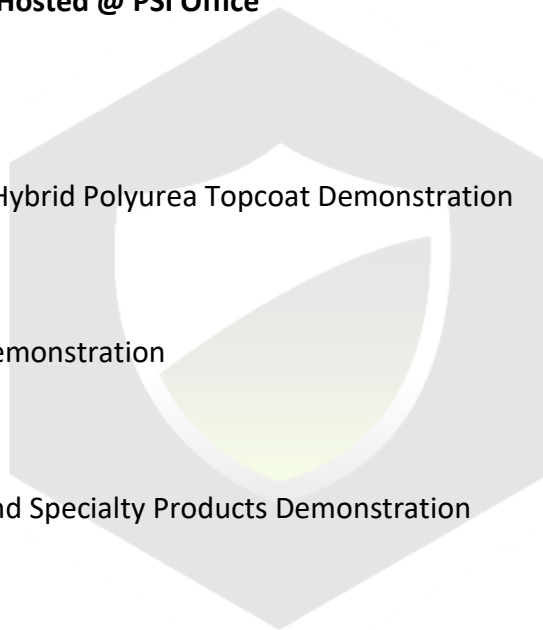 Hosted @ PSI Office
Hybrid Polyurea Topcoat Demonstration
emonstration
nd Specialty Products Demonstration